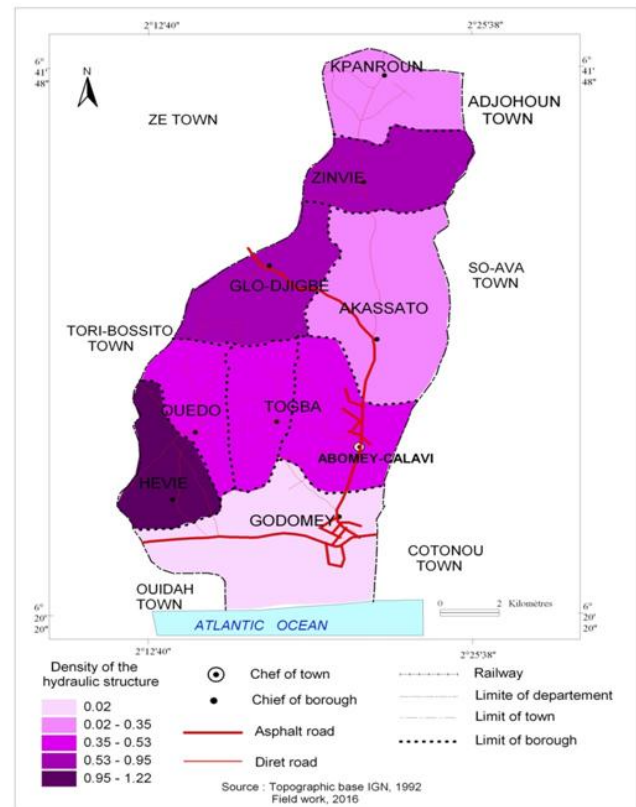 2°12'40" 2°25'38"
6°
41'
48"
6°
41'
48"
N
KPANROUN
ZE TOWN
ADJOHOUN
TOWN
ZINVIE
SO-AVA
TOWN
GLO-DJIGBE
AKASSATO
TORI-BOSSITO
TOWN
OUEDO
TOGBA
ABOMEY-CALAVI
HEVIE
GODOMEY
COTONOU
TOWN
OUIDAH
TOWN
2 0 2 Kilomètres
6°
20'
20"
6°
20'
20"
ATLANTIC OCEAN
2°12'40" 2°25'38"
Density of the
hydraulic structure
0.02
0.02 - 0.35
0.35 - 0.53
0.53 - 0.95
0.95 - 1.22
Chef of town
Chief of borough
Asphalt road
Diret road
Railway
Limite of departement
Limit of town
Limit of borough
Source : Topographic base IGN, 1992
Field work, 2016